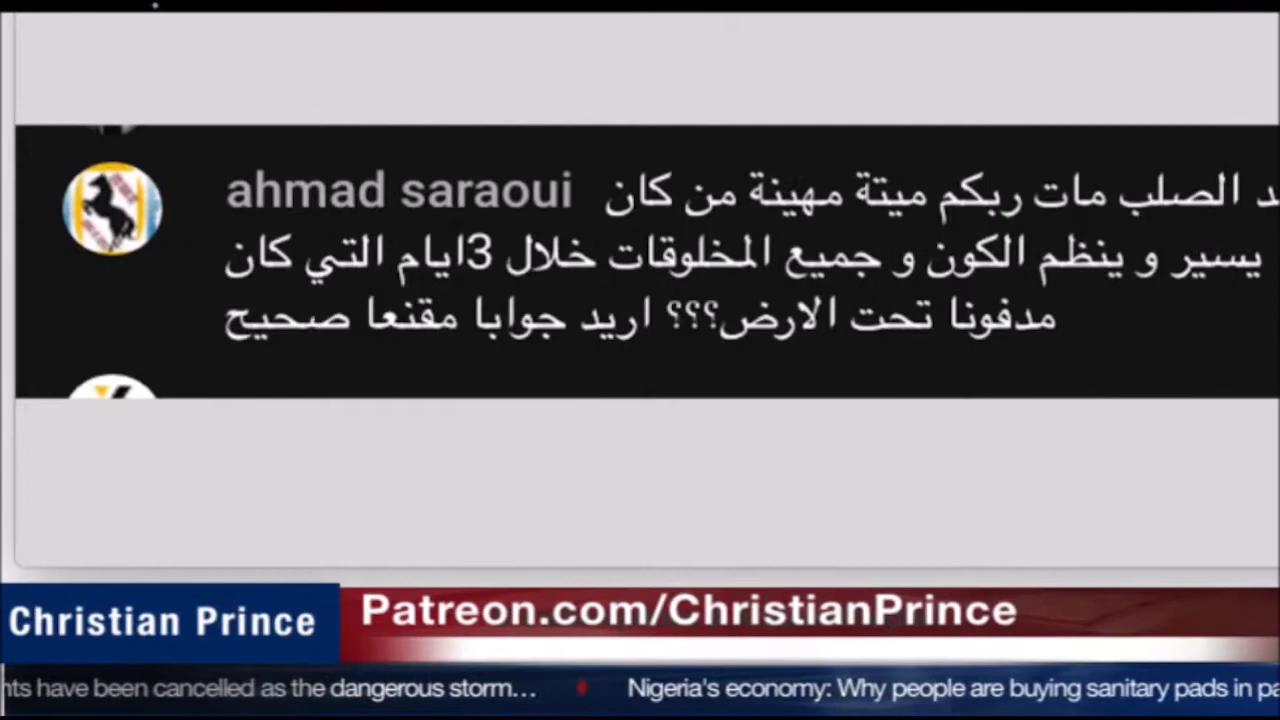 ahmad saraoui الصلب مات ربكم ميتة مهينة من كان
يسير و ينظم الكون و جميع المخلوقات خلال 3ايام التي كان
مدفونا تحت الارض؟؟؟ اريد جوابا مقنعا صحيح
Christian Prince
Patreon.com/ChristianPrince
have been cancelled as the dangerous storm... Nigeria's economy: Why people are buying sanitary pads in